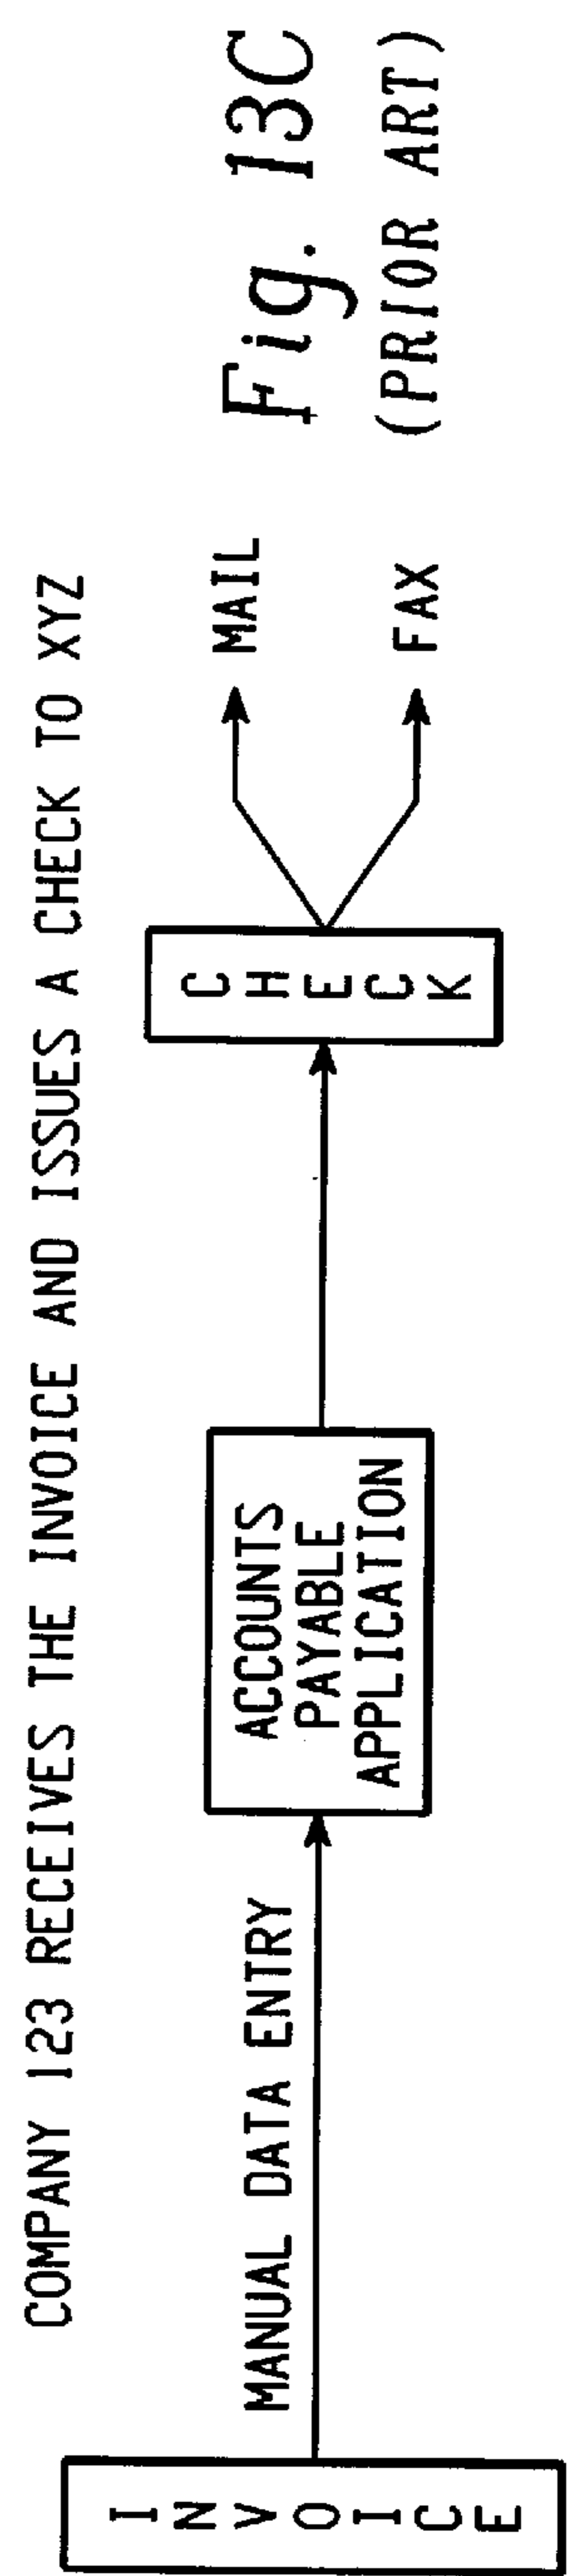 COMPANY 123 RECEIVES THE INVOICE AND ISSUES A CHECK TO XYZ
INVOICE
MANUAL DATA ENTRY
ACCOUNTS
PAYABLE
APPLICATION
CHECK
MAIL
FAX
Fig. 13C
(PRIOR ART)